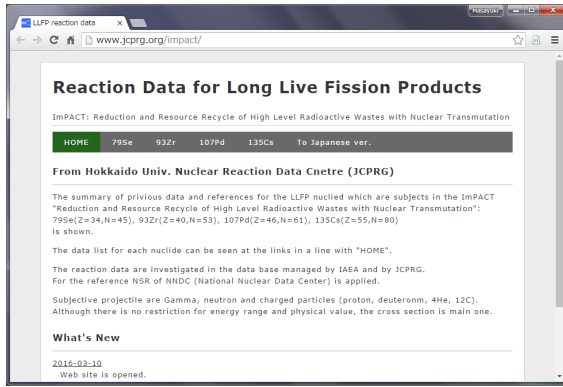 Masayuki
LLFP reaction data
www.jcprg.org/impact/
Reaction Data for Long Live Fission Products
ImPACT: Reduction and Resource Recycle of High Level Radioactive Wastes with Nuclear Transmutation
HOME 79Se 93Zr 107Pd 135Cs To Japanese ver.
From Hokkaido Univ. Nuclear Reaction Data Cnetre (JCPRG)
The summary of privious data and references for the LLFP nuclied which are subjects in the ImPACT
"Reduction and Resource Recycle of High Level Radioactive Wastes with Nuclear Transmutation":
79Se(Z=34,N=45), 93Zr(Z=40,N=53), 107Pd(Z=46,N=61), 135Cs(Z=55,N=80)
is shown.
The data list for each nuclide can be seen at the links in a line with "HOME".
The reaction data are investigated in the data base managed by IAEA and by JCPRG.
For the reference NSR of NNDC (National Nuclear Data Center) is applied.
Subjective projectile are Gamma, neutron and charged particles (proton, deuteronm, 4He, 12C).
Although there is no restriction for energy range and physical value, the cross section is main one.
What's New
2016-03-10
Web site is opened.